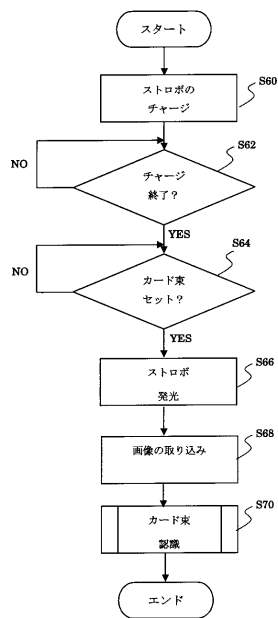 スタート
S60
ストロボの
チャージ
S62
チャージ
終了？
NO
YES
S64
カード束
セット？
NO
YES
S66
ストロボ
発光
S68
画像の取り込み
S70
カード束
認識
エンド